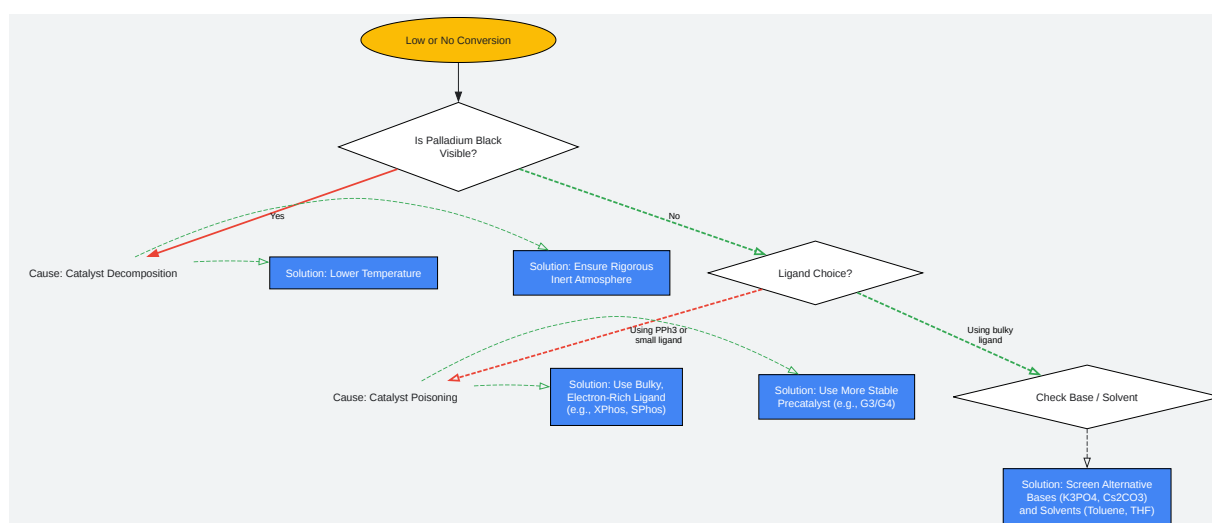 Low or No Conversion
Is Palladium Black
Visible?
Yes
No
Cause: Catalyst Decomposition
Solution: Lower Temperature
Solution: Ensure Rigorous
Inert Atmosphere
Ligand Choice?
Using PPh3 or
small ligand
Using bulky
ligand
Cause: Catalyst Poisoning
Solution: Use Bulky,
Electron-Rich Ligand
(e.g., XPhos, SPhos)
Solution: Use More Stable
Precatalyst (e.g., G3/G4)
Check Base / Solvent
Solution: Screen Alternative
Bases (K3PO4, Cs2CO3)
and Solvents (Toluene, THF)